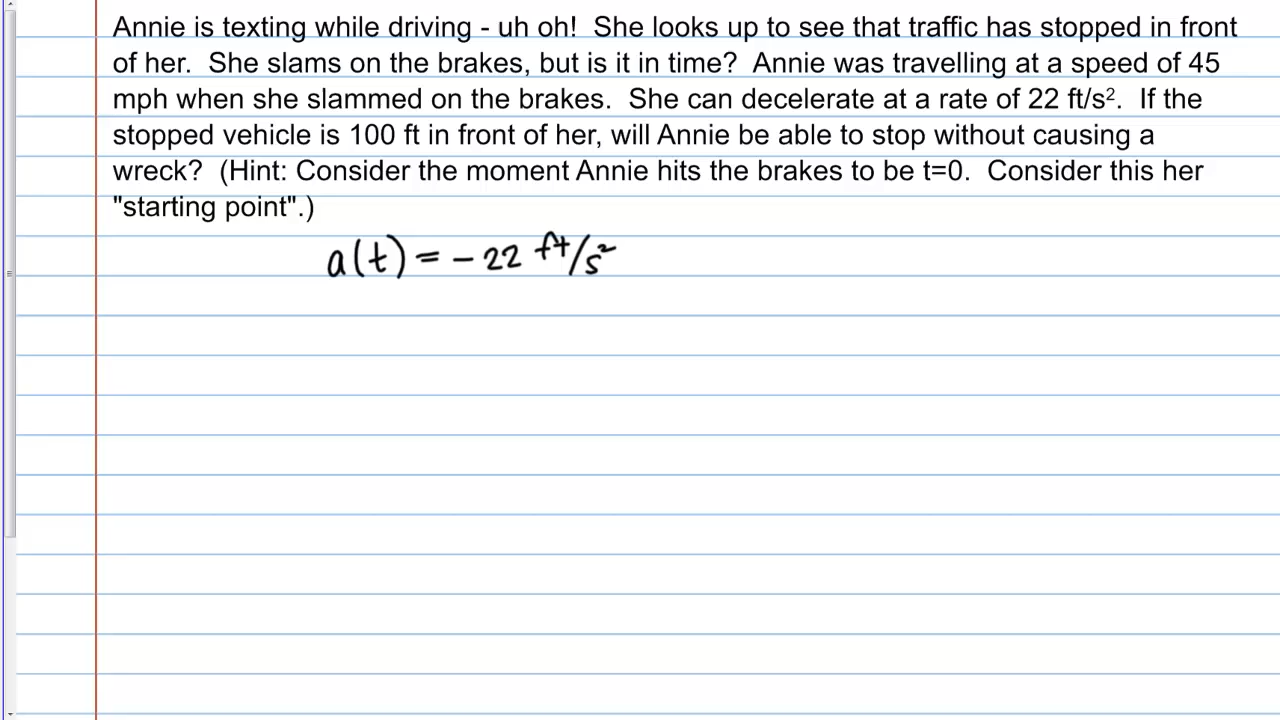 Annie is texting while driving - uh oh!  She looks up to see that traffic has stopped in front
of her.  She slams on the brakes, but is it in time?  Annie was travelling at a speed of 45
mph when she slammed on the brakes.  She can decelerate at a rate of 22 ft/s².  If the
stopped vehicle is 100 ft in front of her, will Annie be able to stop without causing a
wreck?  (Hint: Consider the moment Annie hits the brakes to be t=0.  Consider this her
"starting point".)
a(t) = -22 ft/s²